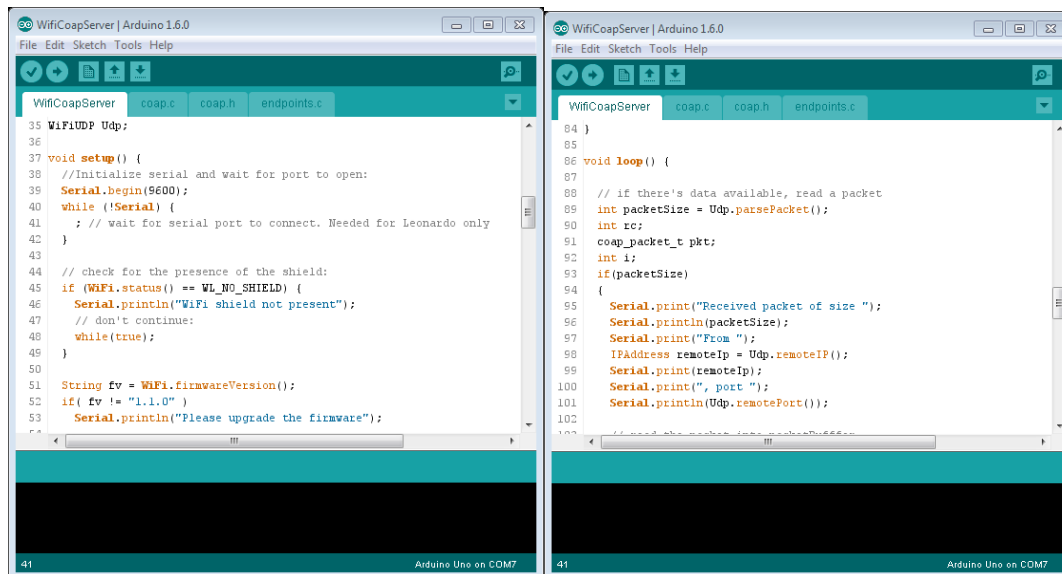 WifiCoapServer | Arduino 1.6.0
File Edit Sketch Tools Help
WifiCoapServer coap.c coap.h endpoints.c
35 WiFiUDP Udp;
36
37 void setup() {
38 //Initialize serial and wait for port to open:
39 Serial.begin(9600);
40 while (!Serial) {
41 ; // wait for serial port to connect. Needed for Leonardo only
42 }
43
44 // check for the presence of the shield:
45 if (WiFi.status() == WL_NO_SHIELD) {
46 Serial.println("WiFi shield not present");
47 // don't continue:
48 while(true);
49 }
50
51 String fv = WiFi.firmwareVersion();
52 if( fv != "1.1.0" )
53 Serial.println("Please upgrade the firmware");
41 Arduino Uno on COM7
WifiCoapServer | Arduino 1.6.0
File Edit Sketch Tools Help
WifiCoapServer coap.c coap.h endpoints.c
84 }
85
86 void loop() {
87
88 // if there's data available, read a packet
89 int packetSize = Udp.parsePacket();
90 int rc;
91 coap_packet_t pkt;
92 int i;
93 if(packetSize)
94 {
95 Serial.print("Received packet of size ");
96 Serial.println(packetSize);
97 Serial.print("From ");
98 IPAddress remoteIp = Udp.remoteIP();
99 Serial.print(remoteIp);
100 Serial.print(", port ");
101 Serial.println(Udp.remotePort());
102
41 Arduino Uno on COM7